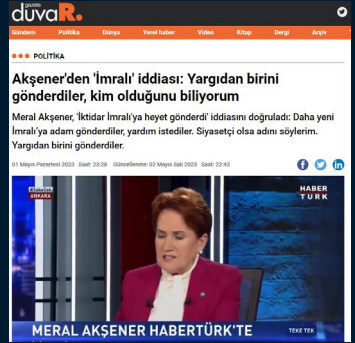 gazete
duvaR.
Gündem Politika Dünya Yerel haber Video Kitap Dergi Arşiv
POLİTİKA
Akşener'den 'İmralı' iddiası: Yargıdan birini
gönderdiler, kim olduğunu biliyorum
Meral Akşener, 'İktidar İmralı'ya heyet gönderdi' iddiasını doğruladı: Daha yeni
İmralı'ya adam gönderdiler, yardım istediler. Siyasetçi olsa adını söylerim.
Yargıdan birini gönderdiler.
01 Mayıs Pazartesi 2023 Saat: 23:28 Güncellenme: 02 Mayıs Salı 2023 Saat: 22:43
ANKARA
HABER
TURK
MERAL AKŞENER HABERTÜRK'TE
TEKE TEK